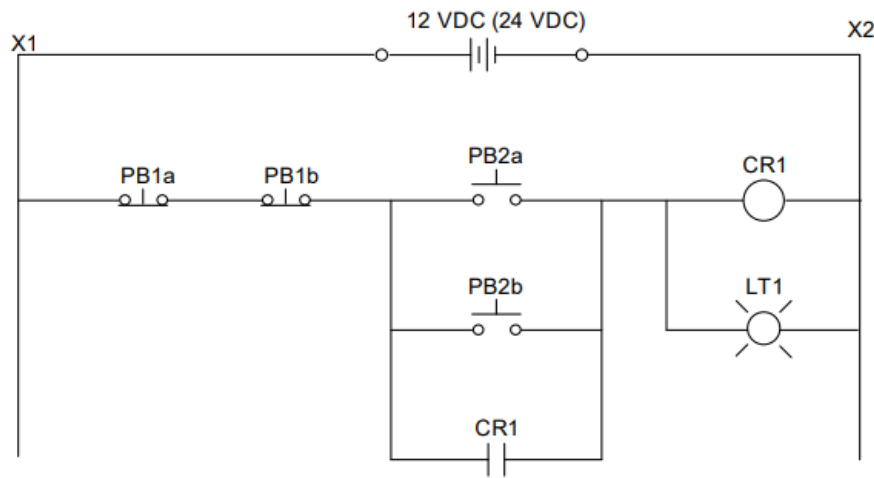 12 VDC (24 VDC)
X1
X2
PB1a
PB1b
PB2a
CR1
PB2b
LT1
CR1